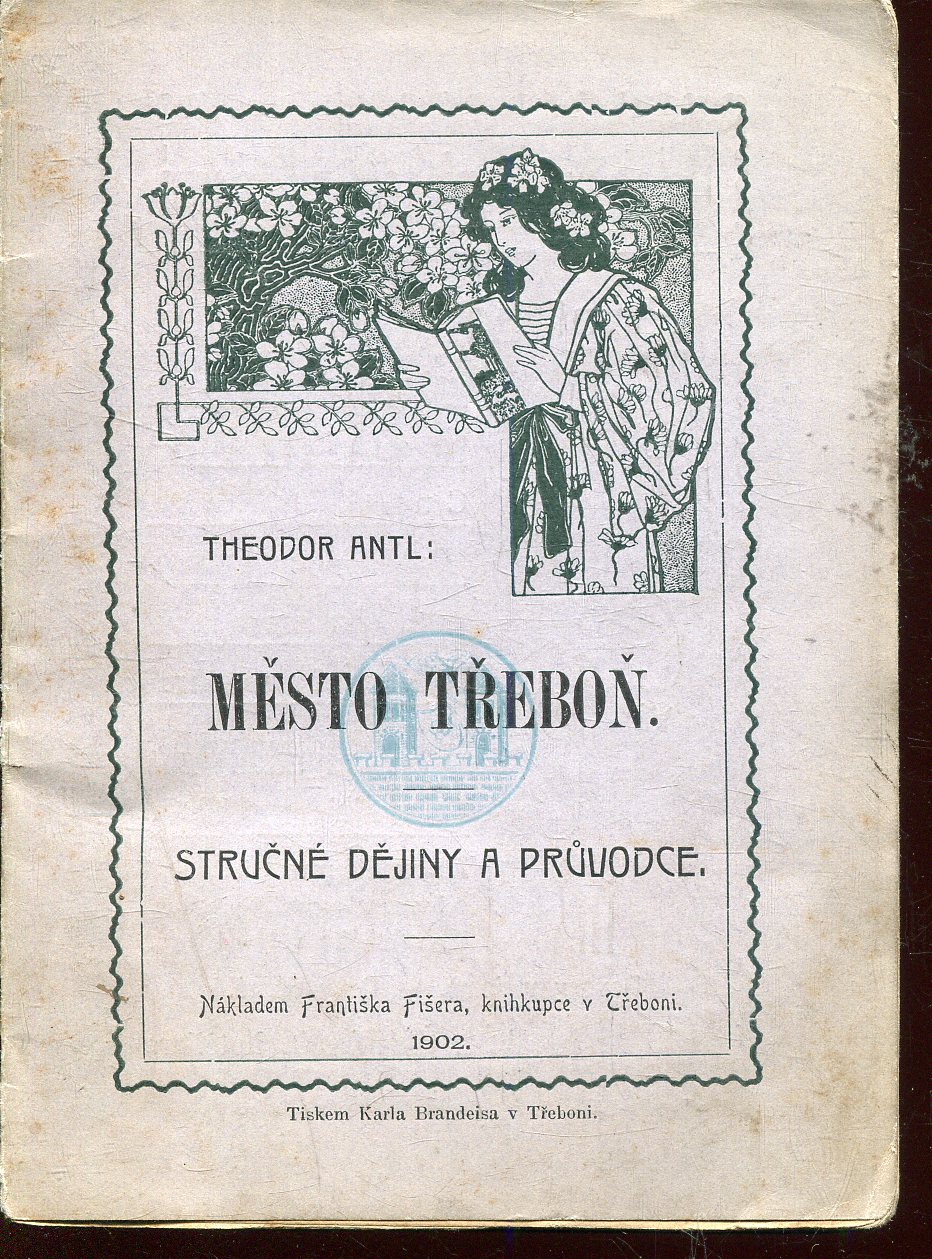 THEODOR ANTL:
MĚSTO TŘEBOŇ.
STRUČNÉ DĚJINY A PRŮVODCE.
Nákladem Františka Fišera, knihkupce v Třeboni.
1902.
Tiskem Karla Brandeisa v Třeboni.